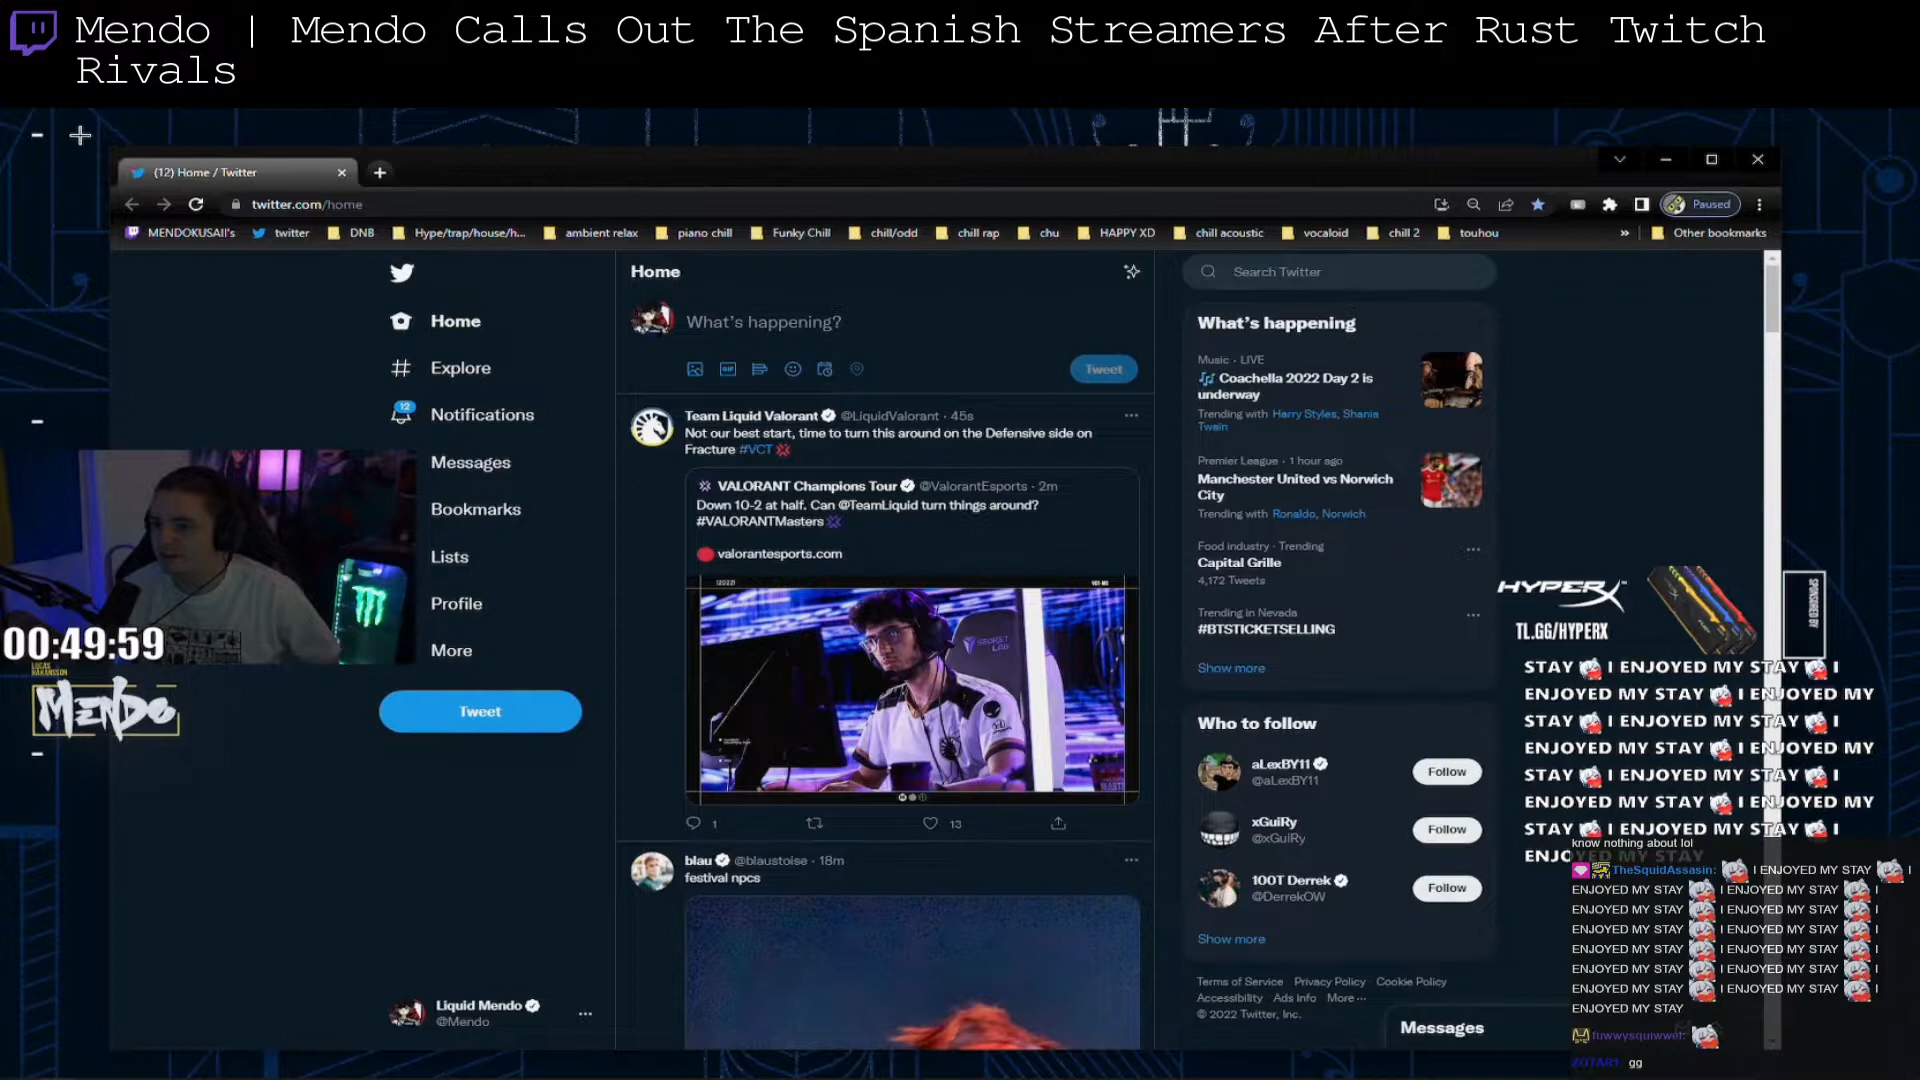 Mendo | Mendo Calls Out The Spanish Streamers After Rust Twitch
Rivals
(12) Home / Twitter
twitter.com/home
Paused
MENDOKUSAII's
twitter
DNB
Hype/trap/house/h...
ambient relax
piano chill
Funky Chill
chill/odd
chill rap
chu
HAPPY XD
chill acoustic
vocaloid
chill 2
touhou
»
Other bookmarks
Home
Explore
12
Notifications
Messages
Bookmarks
Lists
Profile
More
Tweet
Liquid Mendo
@Mendo
00:49:59
LUCAS
HAKANSSON
MENDO
Home
What's happening?
GIF
Tweet
Team Liquid Valorant @LiquidValorant · 45s
Not our best start, time to turn this around on the Defensive side on
Fracture #VCT
VALORANT Champions Tour @ValorantEsports · 2m
Down 10-2 at half. Can @TeamLiquid turn things around?
#VALORANTMasters
valorantesports.com
SECRET
LAB
1
13
blau @blaustoise · 18m
festival npcs
Search Twitter
What's happening
Music · LIVE
Coachella 2022 Day 2 is
underway
Trending with Harry Styles, Shania
Twain
Premier League · 1 hour ago
Manchester United vs Norwich
City
Trending with Ronaldo, Norwich
Food industry · Trending
Capital Grille
4,172 Tweets
Trending in Nevada
#BTSTICKETSELLING
Show more
Who to follow
aLexBY11
@aLexBY11
Follow
xGuiRy
@xGuiRy
Follow
100T Derrek
@DerrekOW
Follow
Show more
Terms of Service Privacy Policy Cookie Policy
Accessibility Ads Info More ···
© 2022 Twitter, Inc.
Messages
HYPERX
TL.GG/HYPERX
SPONSORED BY
STAY I ENJOYED MY STAY I
ENJOYED MY STAY I ENJOYED MY
STAY I ENJOYED MY STAY I
ENJOYED MY STAY I ENJOYED MY
STAY I ENJOYED MY STAY I
ENJOYED MY STAY I ENJOYED MY
STAY I ENJOYED MY STAY I
ENJOYED MY STAY
know nothing about lol
TheSquidAssasin: I ENJOYED MY STAY I
ENJOYED MY STAY I ENJOYED MY STAY I
ENJOYED MY STAY I ENJOYED MY STAY I
ENJOYED MY STAY I ENJOYED MY STAY I
ENJOYED MY STAY I ENJOYED MY STAY I
ENJOYED MY STAY I ENJOYED MY STAY I
ENJOYED MY STAY I ENJOYED MY STAY I
ENJOYED MY STAY
fuwwysquiwwel:
ZOTAR1: gg